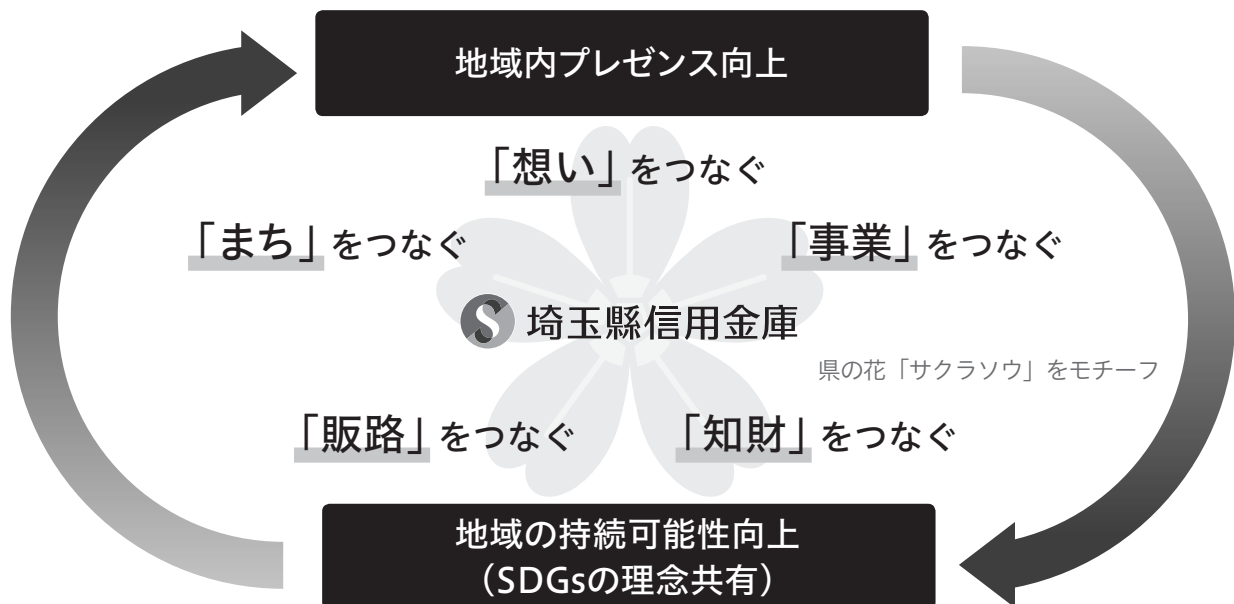 地域内プレゼンス向上
「想い」をつなぐ
「まち」をつなぐ
「事業」をつなぐ
埼玉縣信用金庫
県の花「サクラソウ」をモチーフ
「販路」をつなぐ
「知財」をつなぐ
地域の持続可能性向上
（SDGsの理念共有）